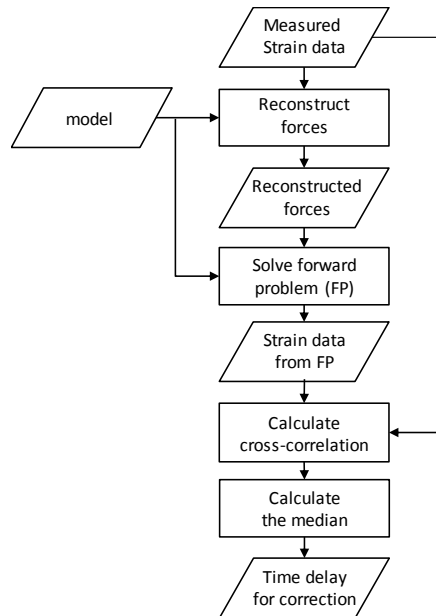 Measured
Strain data
model
Reconstruct
forces
Reconstructed
forces
Solve forward
problem (FP)
Strain data
from FP
Calculate
cross-correlation
Calculate
the median
Time delay
for correction